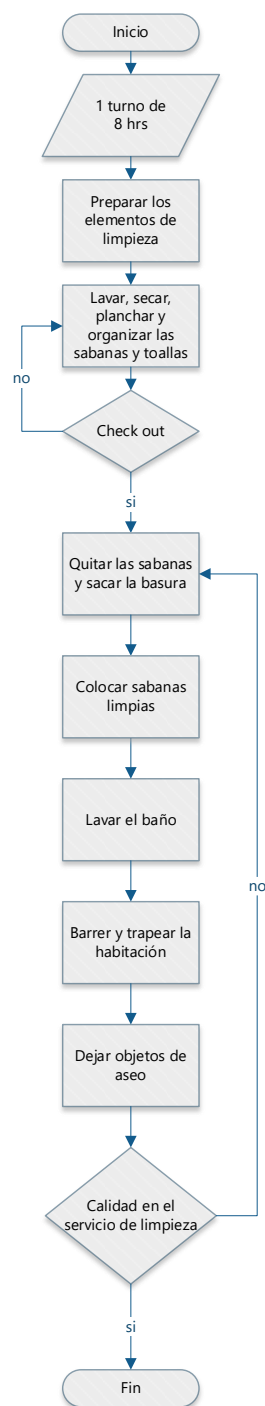 Inicio
1 turno de
8 hrs
Preparar los
elementos de
limpieza
Lavar, secar,
planchar y
organizar las
sabanas y toallas
no
Check out
si
Quitar las sabanas
y sacar la basura
Colocar sabanas
limpias
Lavar el baño
no
Barrer y trapear la
habitación
Dejar objetos de
aseo
Calidad en el
servicio de limpieza
si
Fin